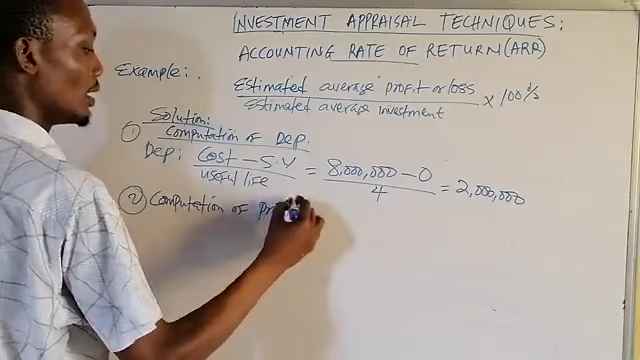 INVESTMENT APPRAISAL TECHNIQUES:
ACCOUNTING RATE OF RETURN (ARR)
Example:.
Estimated average profit or loss
Estimated average investment
× 100%
Solution:
① Computation of Dep:
Dep: Cost - S.V = 8,000,000 - 0 = 2,000,000
useful life 4
② Computation of